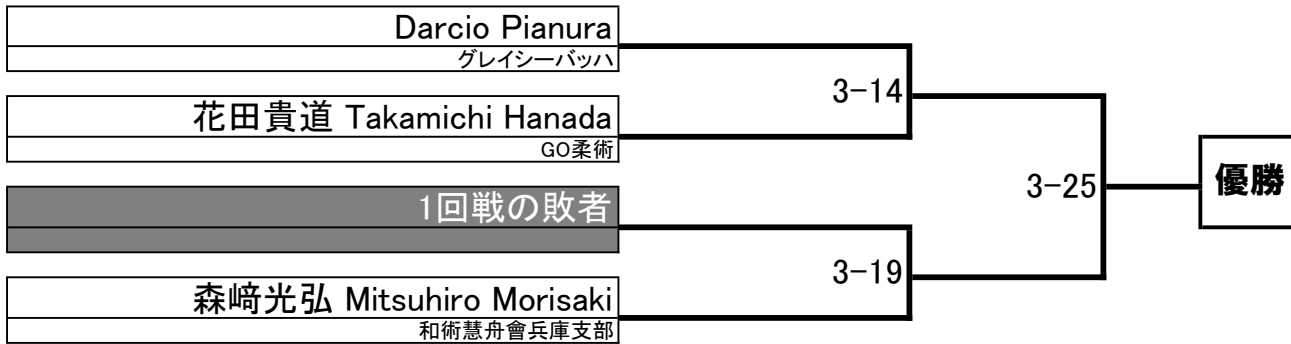 Darcio Pianura
グレイシーバッハ
3-14
花田貴道 Takamichi Hanada
GO柔術
3-25
優勝
1回戦の敗者
3-19
森﨑光弘 Mitsuhiro Morisaki
和術慧舟會兵庫支部